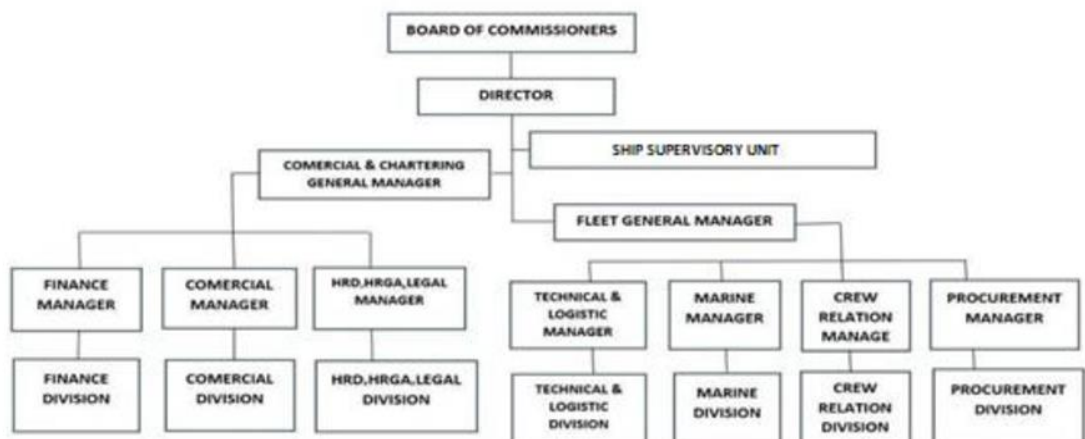 BOARD OF COMMISSIONERS
DIRECTOR
SHIP SUPERVISORY UNIT
COMERCIAL & CHARTERING
GENERAL MANAGER
FLEET GENERAL MANAGER
FINANCE
MANAGER
COMERCIAL
MANAGER
HRD,HRGA,LEGAL
MANAGER
TECHNICAL &
LOGISTIC
MANAGER
MARINE
MANAGER
CREW
RELATION
MANAGE
PROCUREMENT
MANAGER
FINANCE
DIVISION
COMERCIAL
DIVISION
HRD,HRGA,LEGAL
DIVISION
TECHNICAL &
LOGISTIC
DIVISION
MARINE
DIVISION
CREW
RELATION
DIVISION
PROCUREMENT
DIVISION